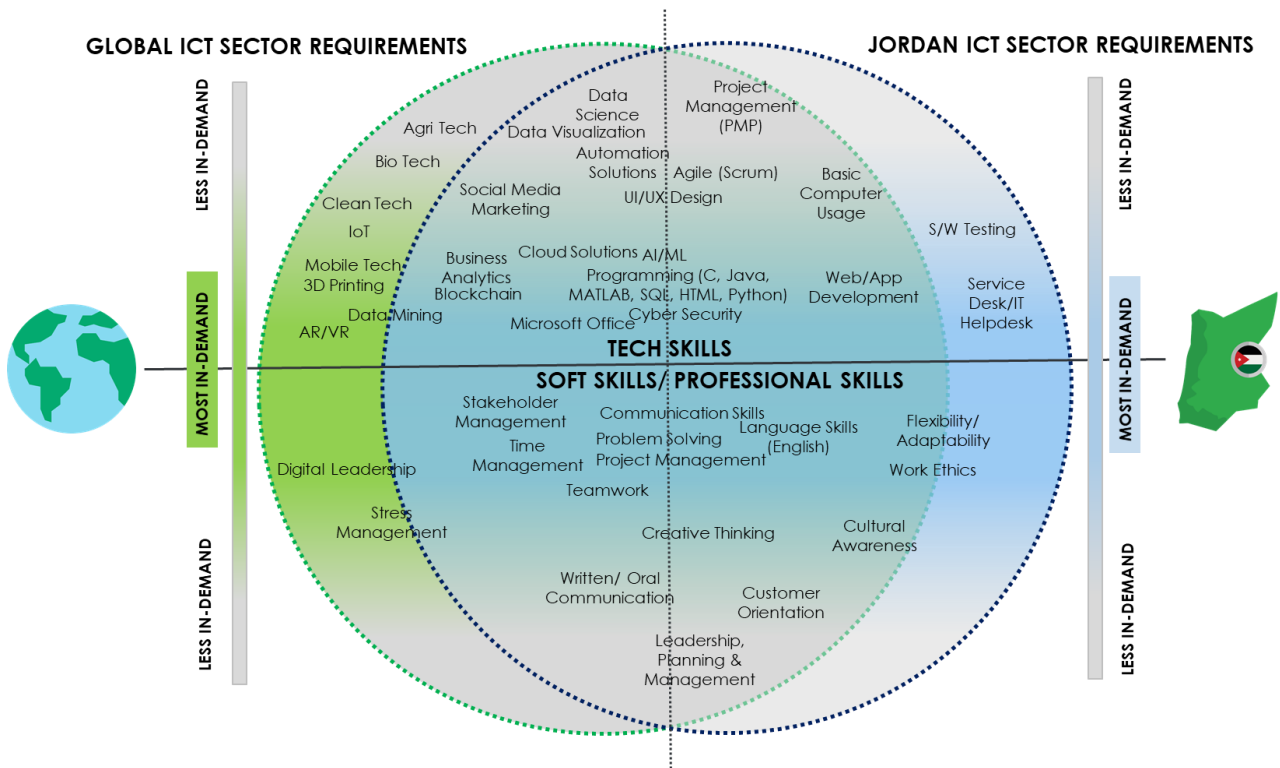 GLOBAL ICT SECTOR REQUIREMENTS
JORDAN ICT SECTOR REQUIREMENTS
LESS IN-DEMAND
MOST IN-DEMAND
LESS IN-DEMAND
Agri Tech
Bio Tech
Clean Tech
IoT
Mobile Tech
3D Printing
Data Mining
AR/VR
Data
Science
Data Visualization
Automation
Solutions
Project
Management
(PMP)
Agile (Scrum)
UI/UX Design
Social Media
Marketing
Basic
Computer
Usage
S/W Testing
Cloud Solutions
AI/ML
Business
Analytics
Blockchain
Programming (C, Java,
MATLAB, SQL, HTML, Python)
Cyber Security
Microsoft Office
Web/App
Development
Service
Desk/IT
Helpdesk
TECH SKILLS
SOFT SKILLS/ PROFESSIONAL SKILLS
Stakeholder
Management
Time
Management
Communication Skills
Language Skills
(English)
Problem Solving
Project Management
Teamwork
Flexibility/
Adaptability
Work Ethics
Digital Leadership
Stress
Management
Creative Thinking
Cultural
Awareness
Written/ Oral
Communication
Customer
Orientation
Leadership,
Planning &
Management
LESS IN-DEMAND
MOST IN-DEMAND
LESS IN-DEMAND